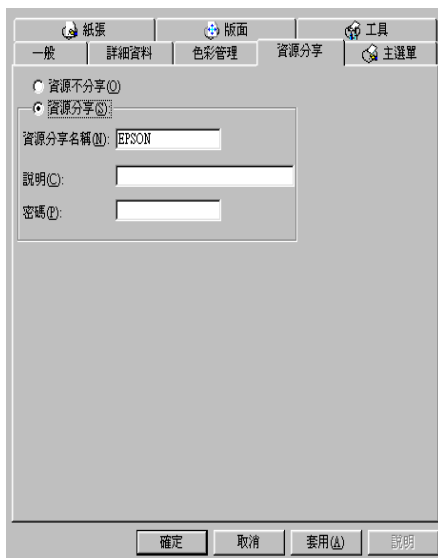 紙張 版面 工具
一般 詳細資料 色彩管理 資源分享 主選單
資源不分享(O)
資源分享(S):
資源分享名稱(N): EPSON
說明(C):
密碼(P):
確定 取消 套用(A) 說明